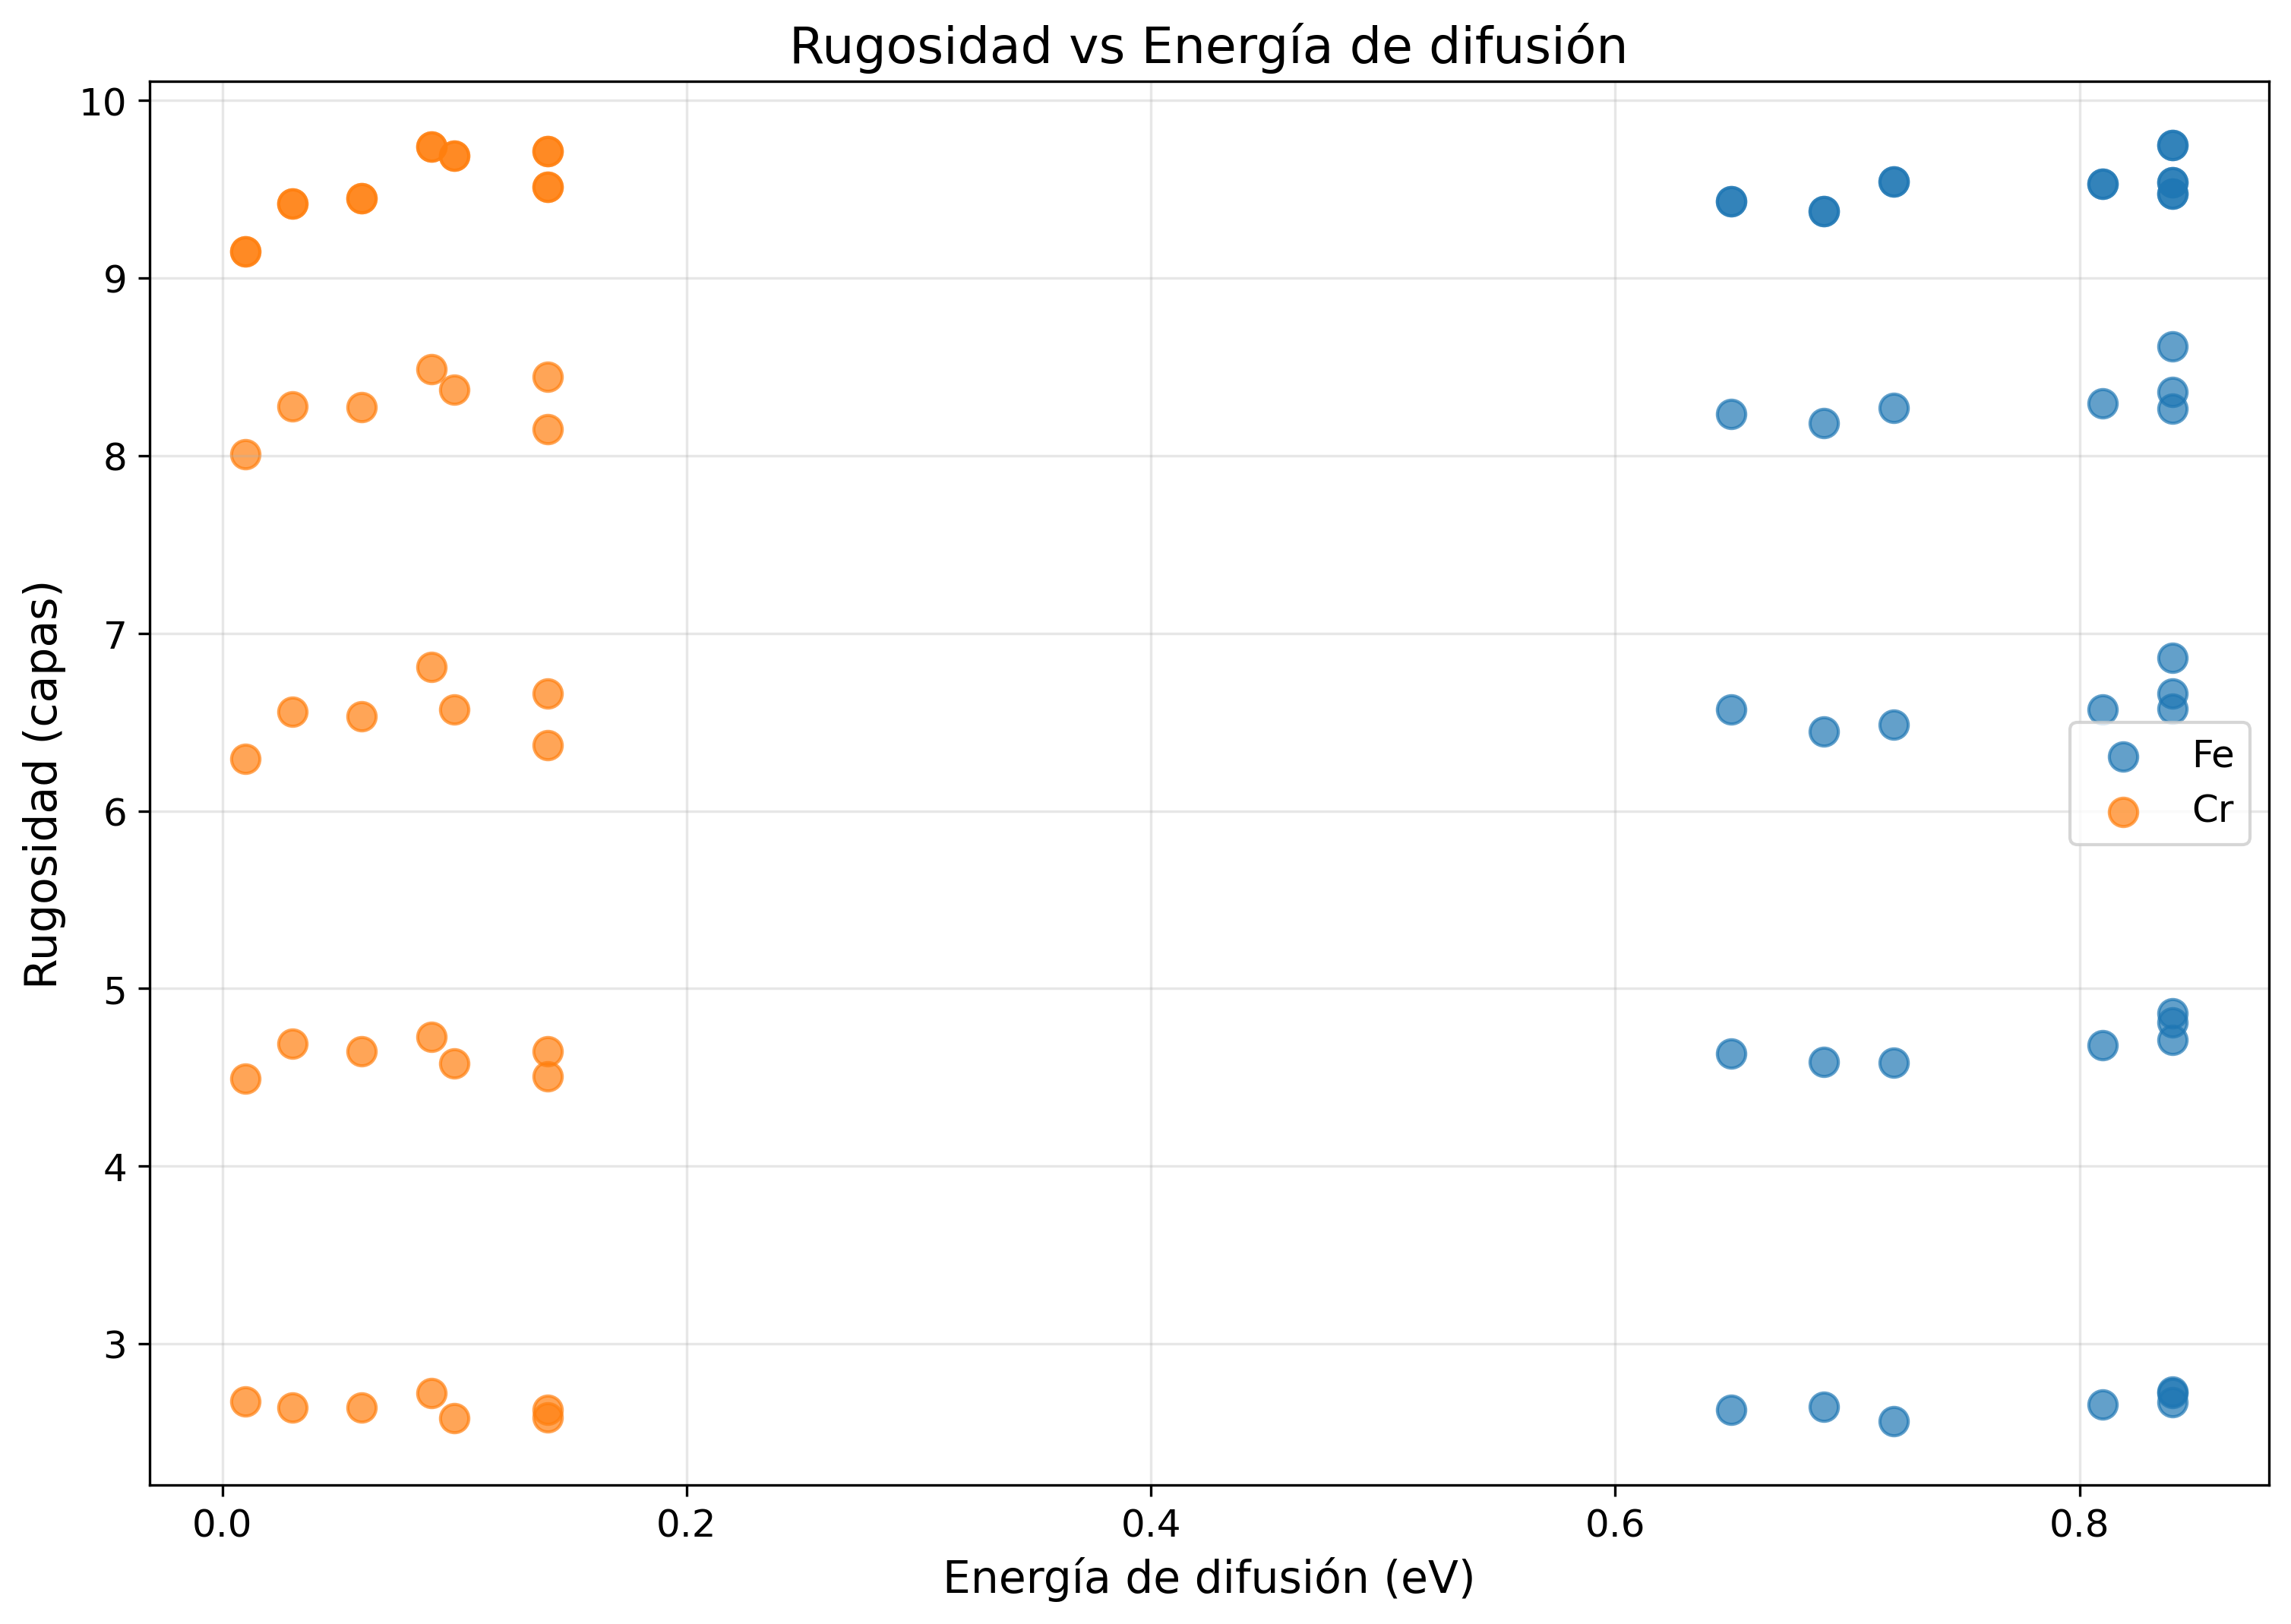 Rugosidad vs Energía de difusión
Rugosidad (capas)
10
9
8
7
6
5
4
3
Fe
Cr
0.0 0.2 0.4 0.6 0.8
Energía de difusión (eV)